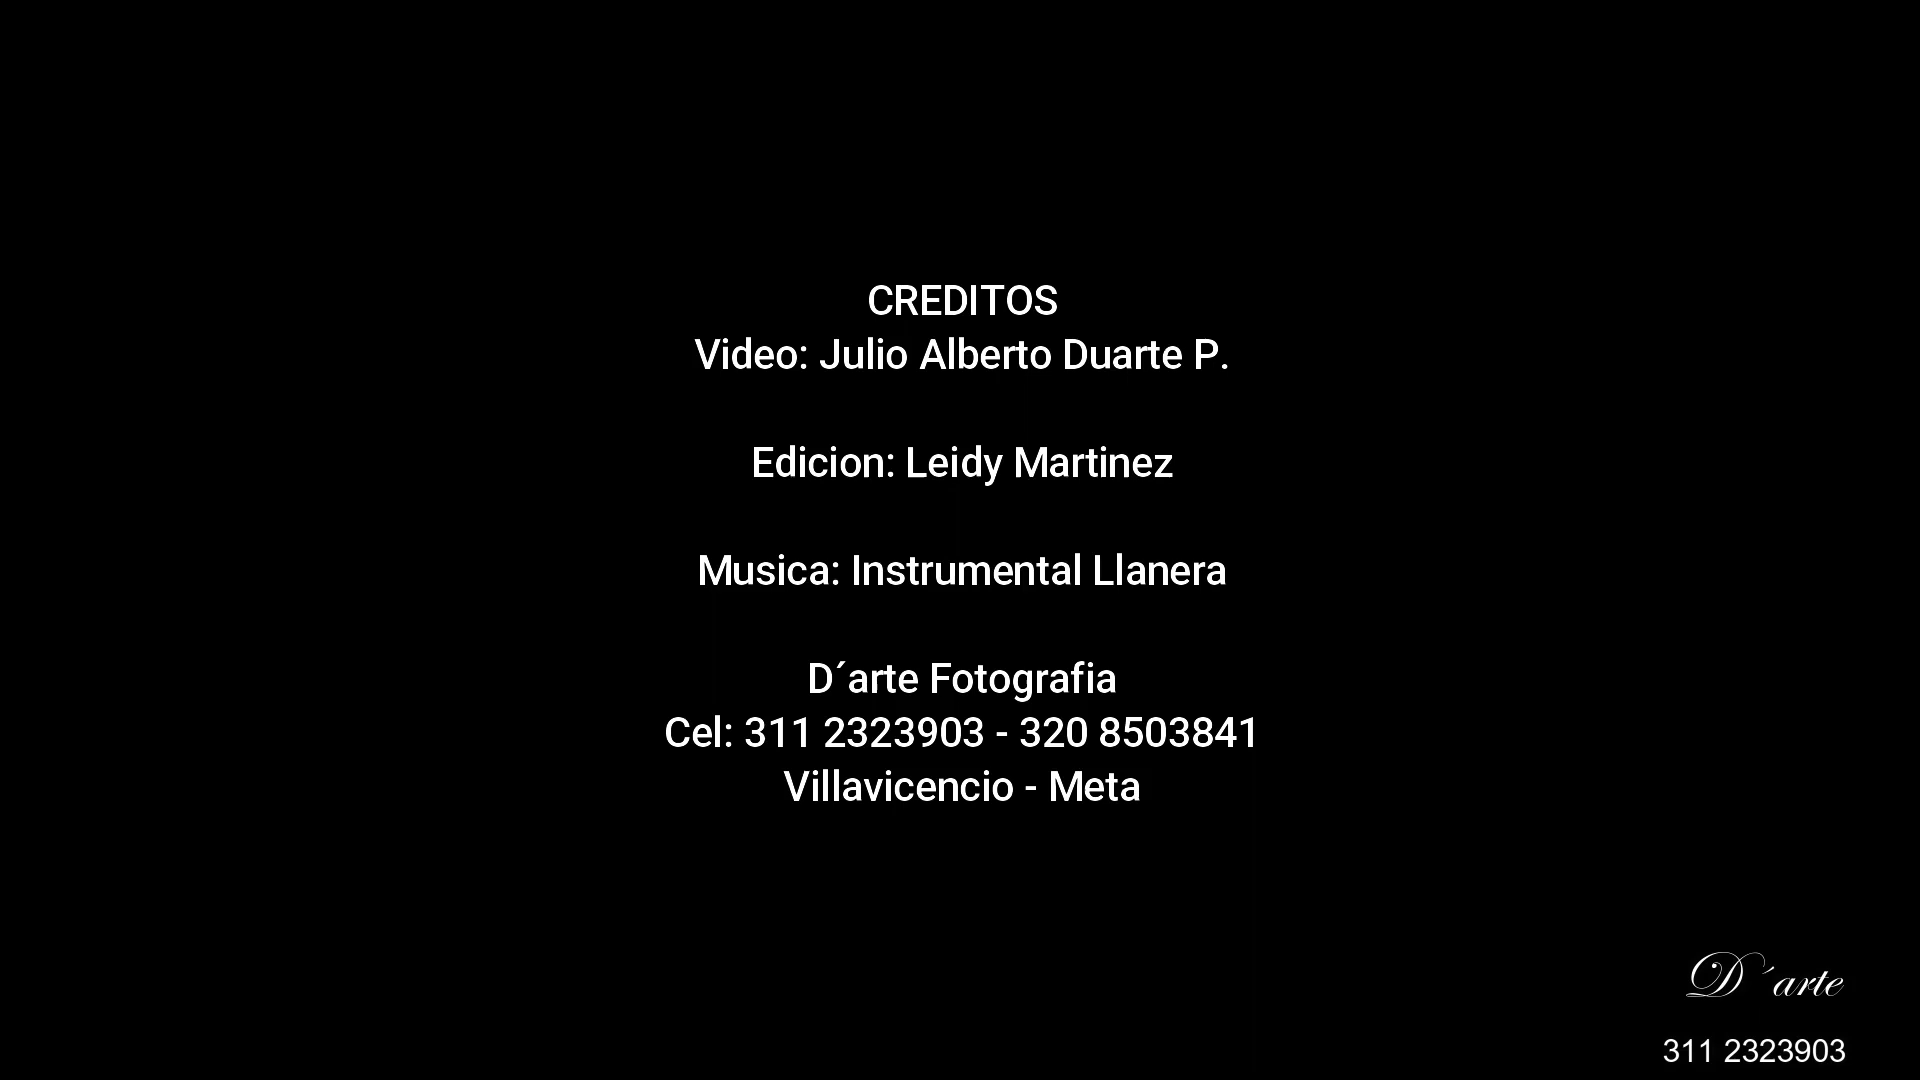 CREDITOS
Video: Julio Alberto Duarte P.
Edicion: Leidy Martinez
Musica: Instrumental Llanera
D´arte Fotografia
Cel: 311 2323903 - 320 8503841
Villavicencio - Meta
D´arte
311 2323903